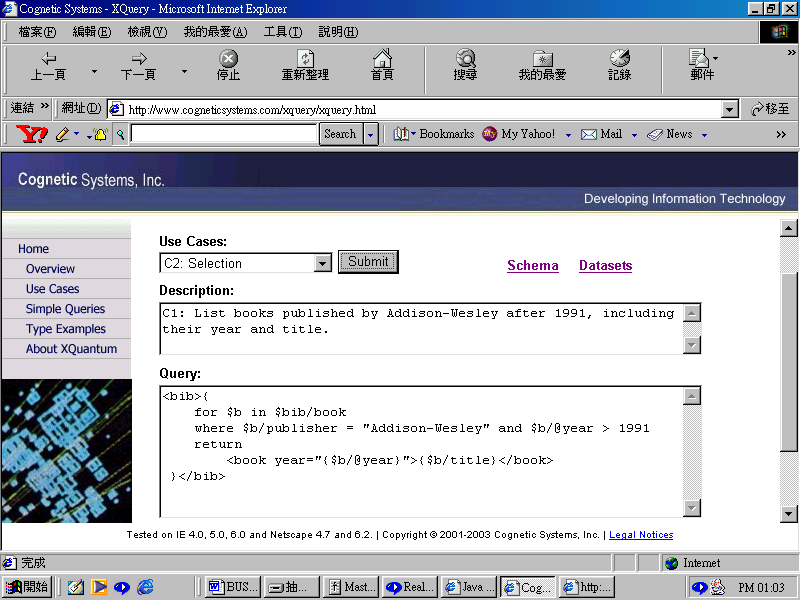 Cognetic Systems - XQuery - Microsoft Internet Explorer
檔案(F) 編輯(E) 檢視(V) 我的最愛(A) 工具(T) 說明(H)
上一頁 下一頁 停止 重新整理 首頁 搜尋 我的最愛 記錄 郵件 »
連結 » 網址(D) http://www.cogneticsystems.com/xquery/xquery.html 移至
Y! Search Bookmarks My Yahoo! Mail News »
Cognetic Systems, Inc.
Developing Information Technology
Home
Overview
Use Cases
Simple Queries
Type Examples
About XQuantum
Use Cases:
C2: Selection Submit Schema Datasets
Description:
C1: List books published by Addison-Wesley after 1991, including
their year and title.
Query:
<bib>{
for $b in $bib/book
where $b/publisher = "Addison-Wesley" and $b/@year > 1991
return
<book year="{$b/@year}">{$b/title}</book>
}</bib>
Tested on IE 4.0, 5.0, 6.0 and Netscape 4.7 and 6.2. | Copyright © 2001-2003 Cognetic Systems, Inc. | Legal Notices
完成 Internet
開始 BUS... 抽... Mast... Real... Java ... Cog... http:... PM 01:03